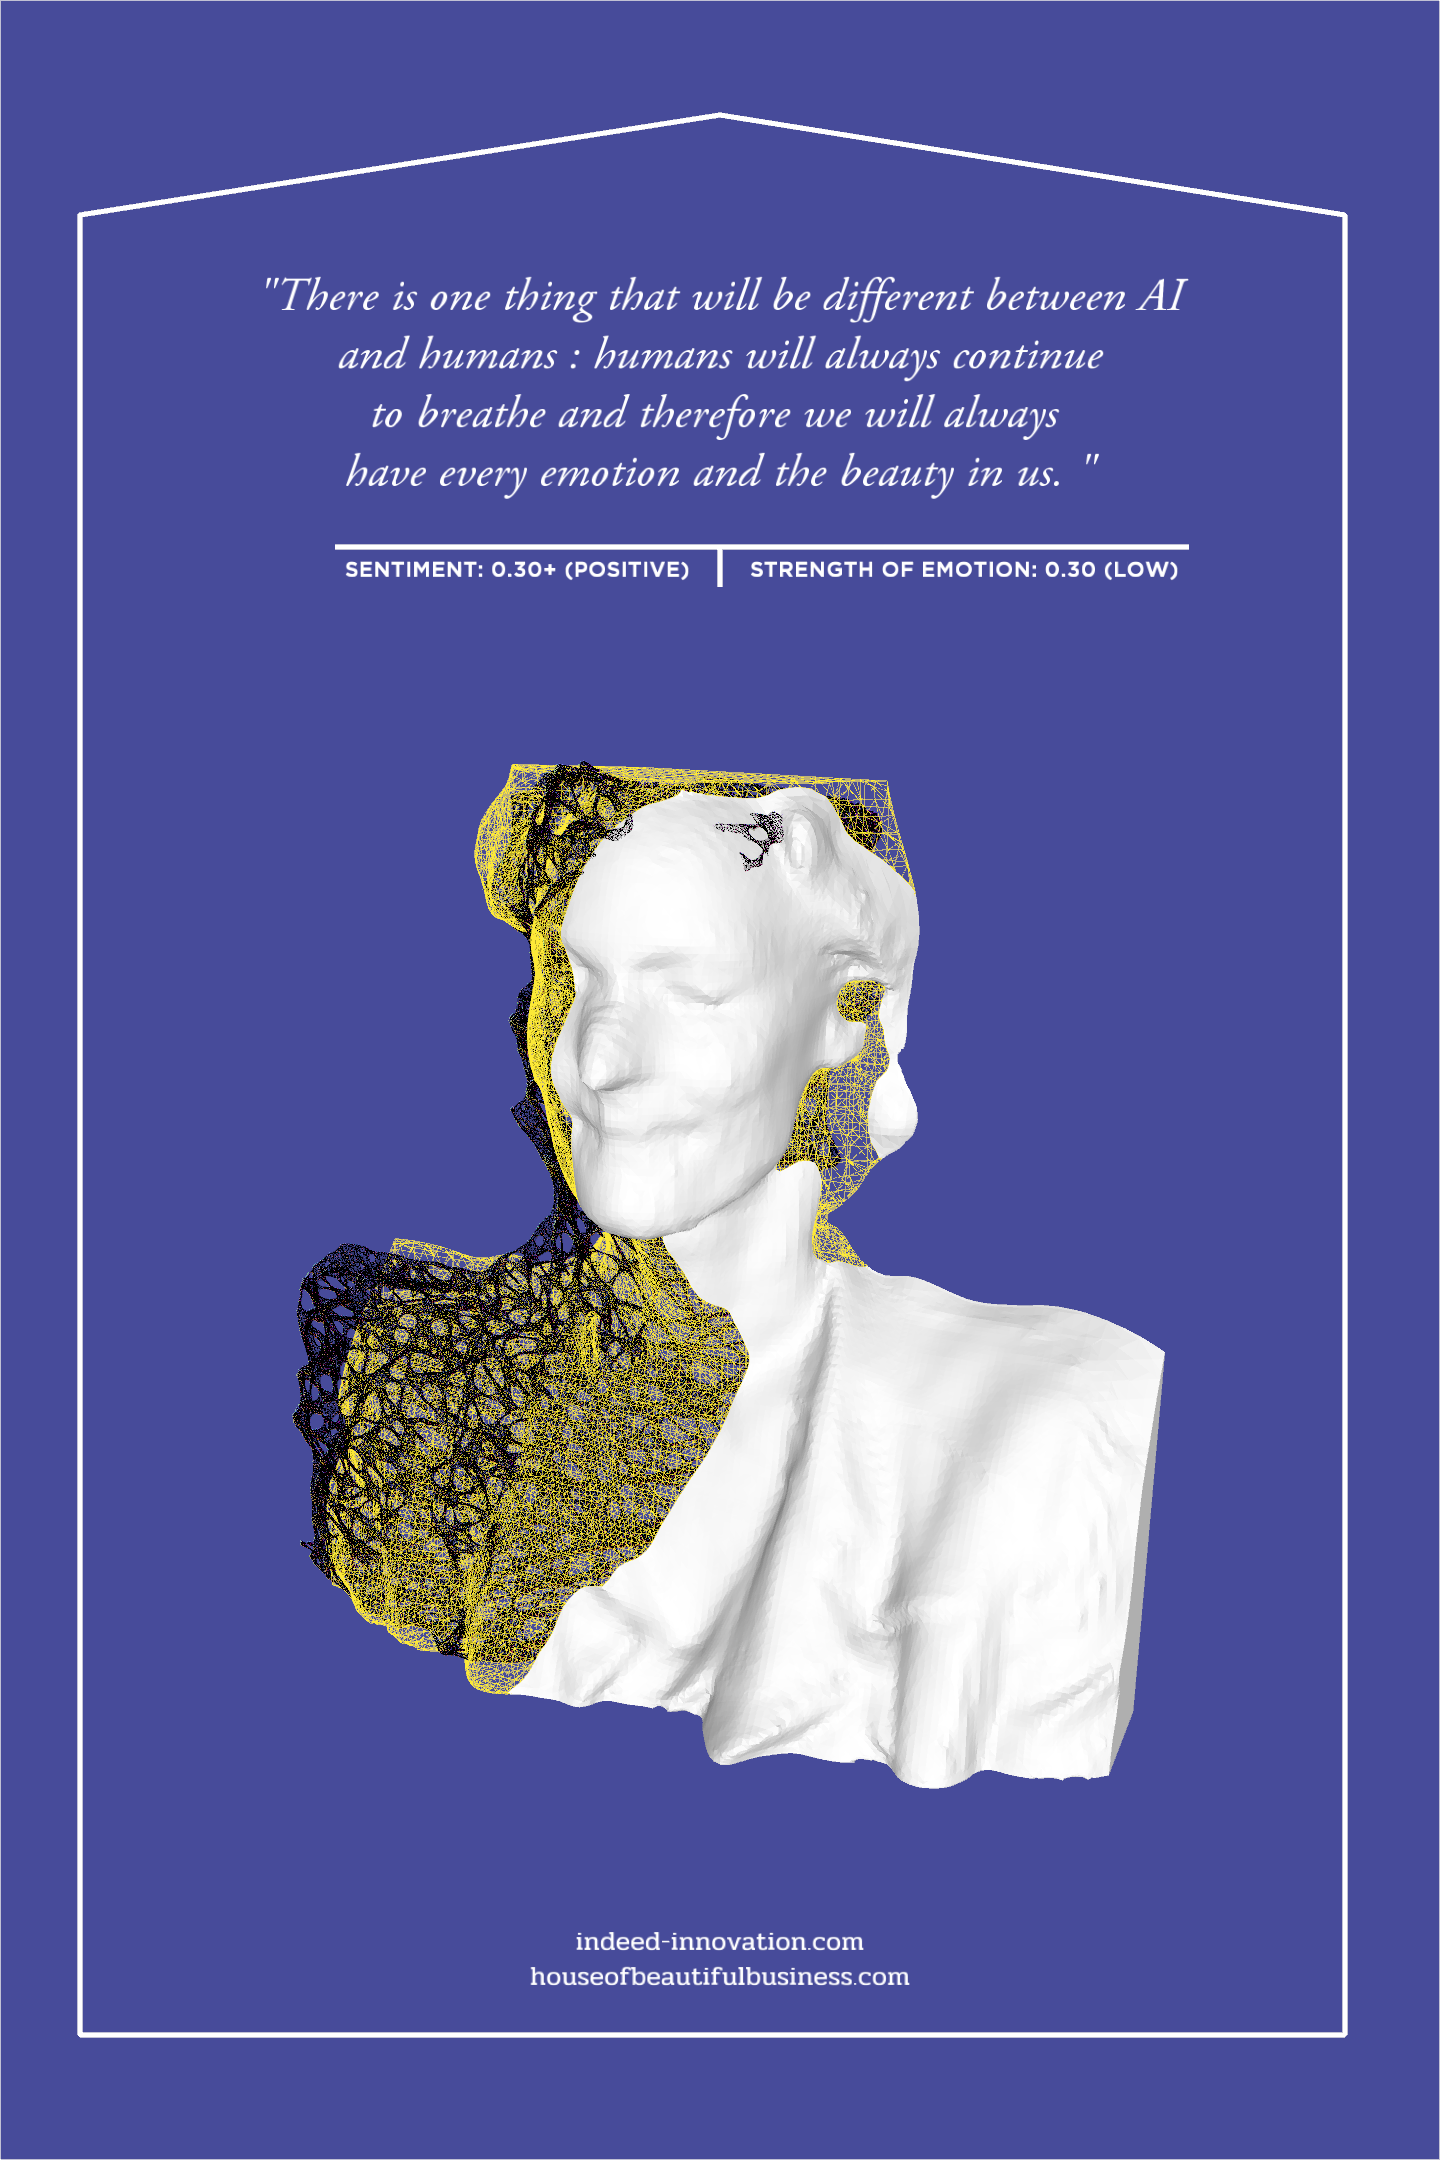 "There is one thing that will be different between AI
and humans : humans will always continue
to breathe and therefore we will always
have every emotion and the beauty in us. "
SENTIMENT: 0.30+ (POSITIVE) STRENGTH OF EMOTION: 0.30 (LOW)
indeed-innovation.com
houseofbeautifulbusiness.com